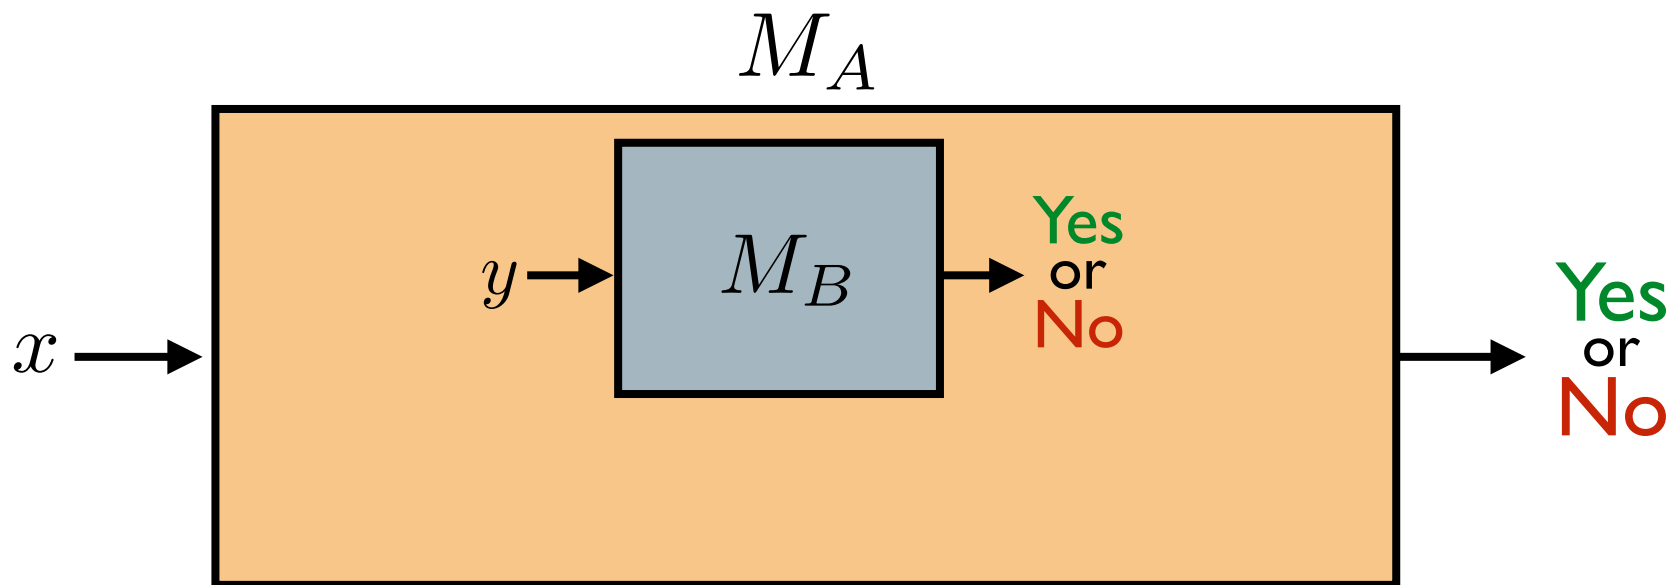 M_A
x
y
M_B
Yes
or
No
Yes
or
No